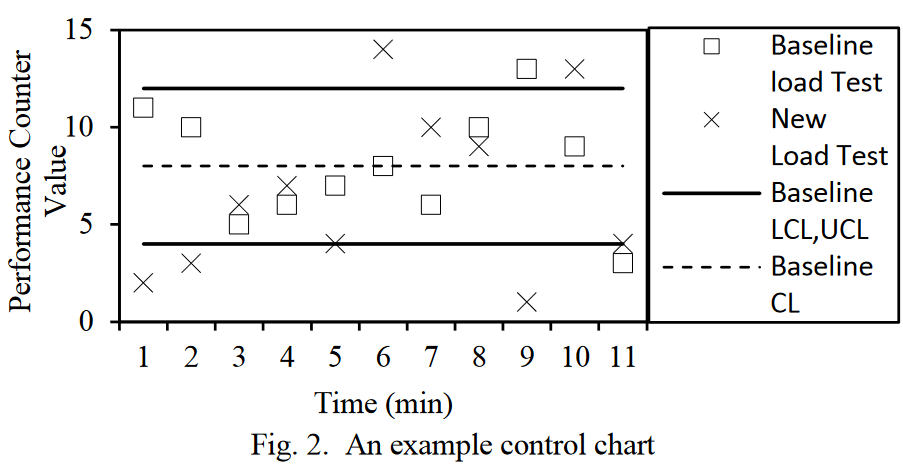 Performance Counter
Value
15
10
5
0
1 2 3 4 5 6 7 8 9 10 11
Time (min)
Baseline
load Test
New
Load Test
Baseline
LCL,UCL
Baseline
CL
Fig. 2. An example control chart